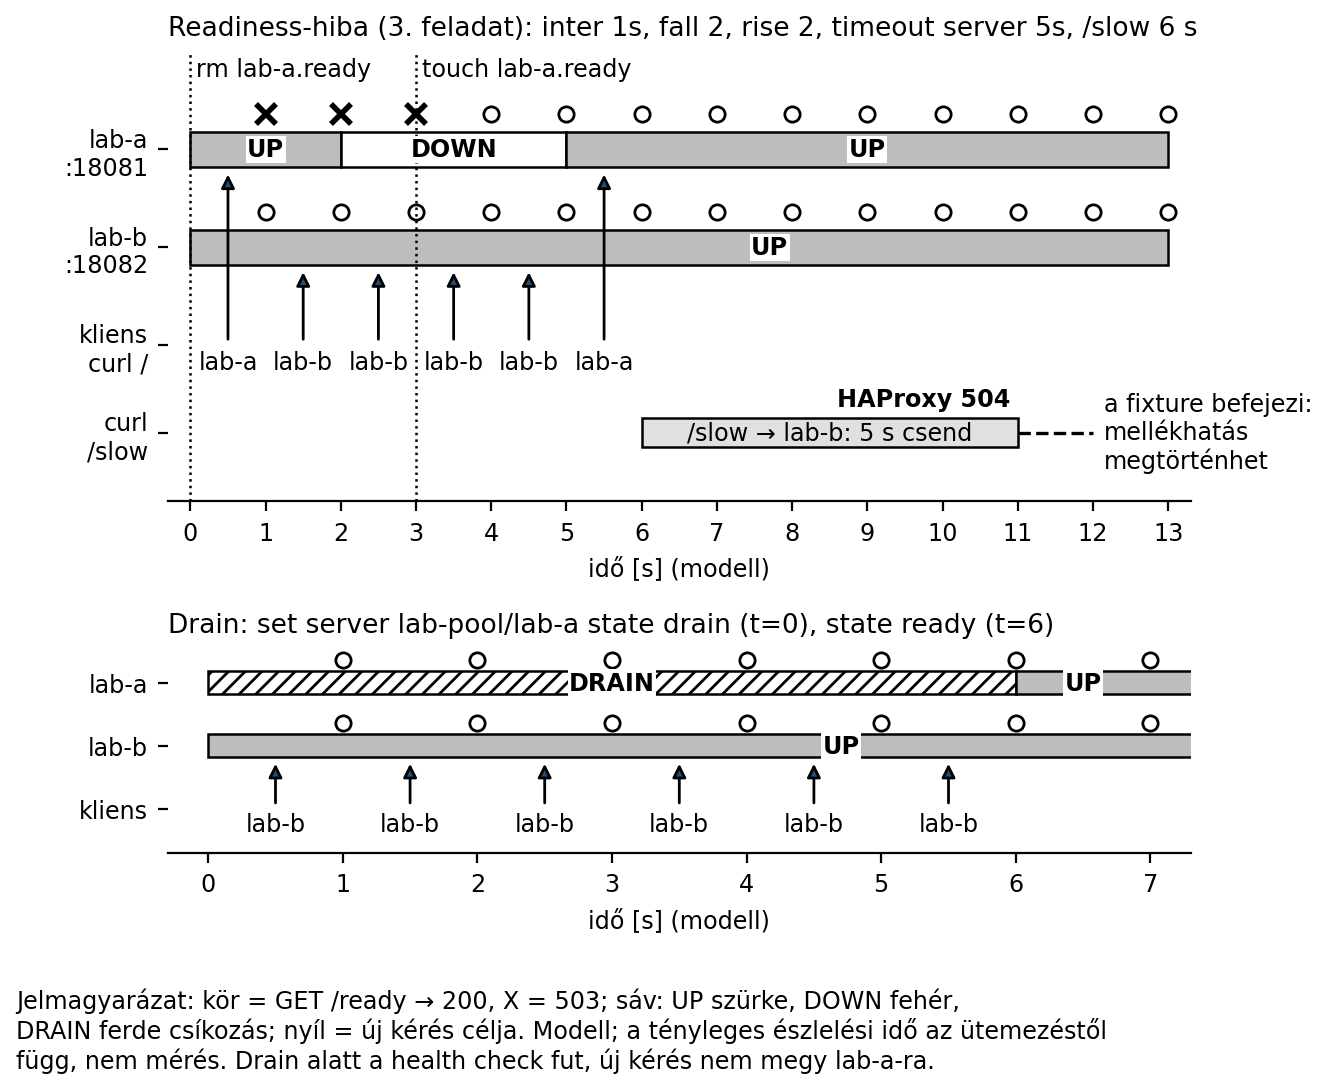 Readiness-hiba (3. feladat): inter 1s, fall 2, rise 2, timeout server 5s, /slow 6 s
rm lab-a.ready
touch lab-a.ready
lab-a
:18081
UP
DOWN
UP
lab-b
:18082
UP
kliens
curl /
lab-a
lab-b
lab-b
lab-b
lab-b
lab-a
curl
/slow
HAProxy 504
/slow → lab-b: 5 s csend
a fixture befejezi:
mellékhatás
megtörténhet
0 1 2 3 4 5 6 7 8 9 10 11 12 13
idő [s] (modell)
Drain: set server lab-pool/lab-a state drain (t=0), state ready (t=6)
lab-a
DRAIN
UP
lab-b
UP
kliens
lab-b
lab-b
lab-b
lab-b
lab-b
lab-b
0 1 2 3 4 5 6 7
idő [s] (modell)
Jelmagyarázat: kör = GET /ready → 200, X = 503; sáv: UP szürke, DOWN fehér,
DRAIN ferde csíkozás; nyíl = új kérés célja. Modell; a tényleges észlelési idő az ütemezéstől
függ, nem mérés. Drain alatt a health check fut, új kérés nem megy lab-a-ra.